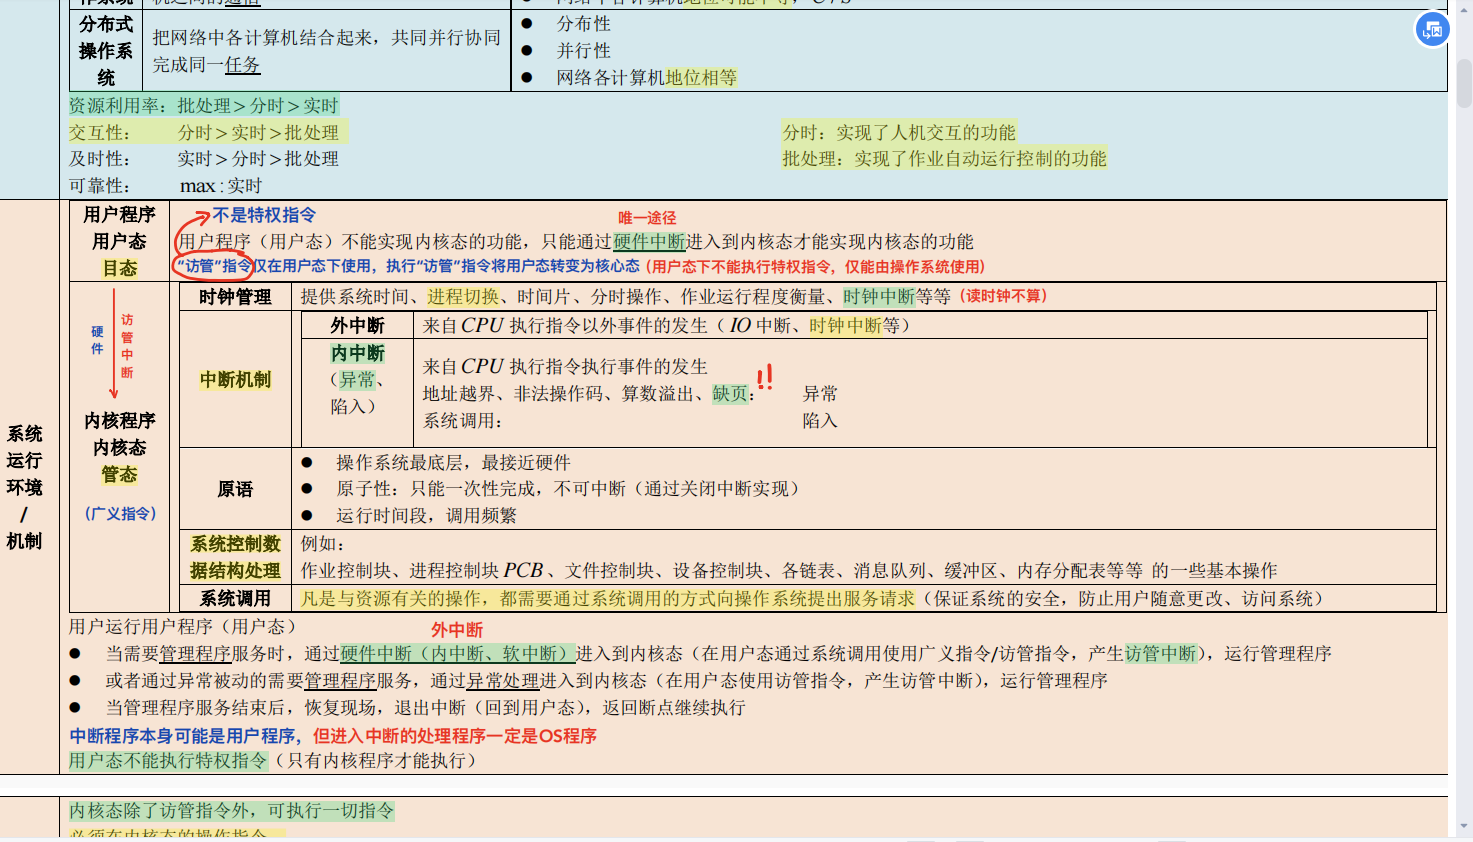 分布式
操作系
统
把网络中各计算机结合起来，共同并行协同
完成同一任务
● 分布性
● 并行性
● 网络各计算机地位相等
资源利用率：批处理＞分时＞实时
交互性： 分时＞实时＞批处理
分时：实现了人机交互的功能
及时性： 实时＞分时＞批处理
批处理：实现了作业自动运行控制的功能
可靠性： max：实时
系统
运行
环境
/
机制
用户程序
用户态
目态
不是特权指令
唯一途径
用户程序（用户态）不能实现内核态的功能，只能通过硬件中断进入到内核态才能实现内核态的功能
“访管”指令仅在用户态下使用，执行“访管”指令将用户态转变为核心态（用户态下不能执行特权指令，仅能由操作系统使用）
硬件
访管中断
内核程序
内核态
管态
（广义指令）
时钟管理
提供系统时间、进程切换、时间片、分时操作、作业运行程度衡量、时钟中断等等（读时钟不算）
中断机制
外中断
来自 CPU 执行指令以外事件的发生（IO 中断、时钟中断等）
内中断
（异常、
陷入）
来自 CPU 执行指令执行事件的发生
地址越界、非法操作码、算数溢出、缺页： !! 异常
系统调用： 陷入
原语
● 操作系统最底层，最接近硬件
● 原子性：只能一次性完成，不可中断（通过关闭中断实现）
● 运行时间段，调用频繁
系统控制数
据结构处理
例如：
作业控制块、进程控制块 PCB 、文件控制块、设备控制块、各链表、消息队列、缓冲区、内存分配表等等 的一些基本操作
系统调用
凡是与资源有关的操作，都需要通过系统调用的方式向操作系统提出服务请求（保证系统的安全，防止用户随意更改、访问系统）
用户运行用户程序（用户态）
外中断
● 当需要管理程序服务时，通过硬件中断（内中断、软中断）进入到内核态（在用户态通过系统调用使用广义指令/访管指令，产生访管中断），运行管理程序
● 或者通过异常被动的需要管理程序服务，通过异常处理进入到内核态（在用户态使用访管指令，产生访管中断），运行管理程序
● 当管理程序服务结束后，恢复现场，退出中断（回到用户态），返回断点继续执行
中断程序本身可能是用户程序，但进入中断的处理程序一定是OS程序
用户态不能执行特权指令（只有内核程序才能执行）
内核态除了访管指令外，可执行一切指令